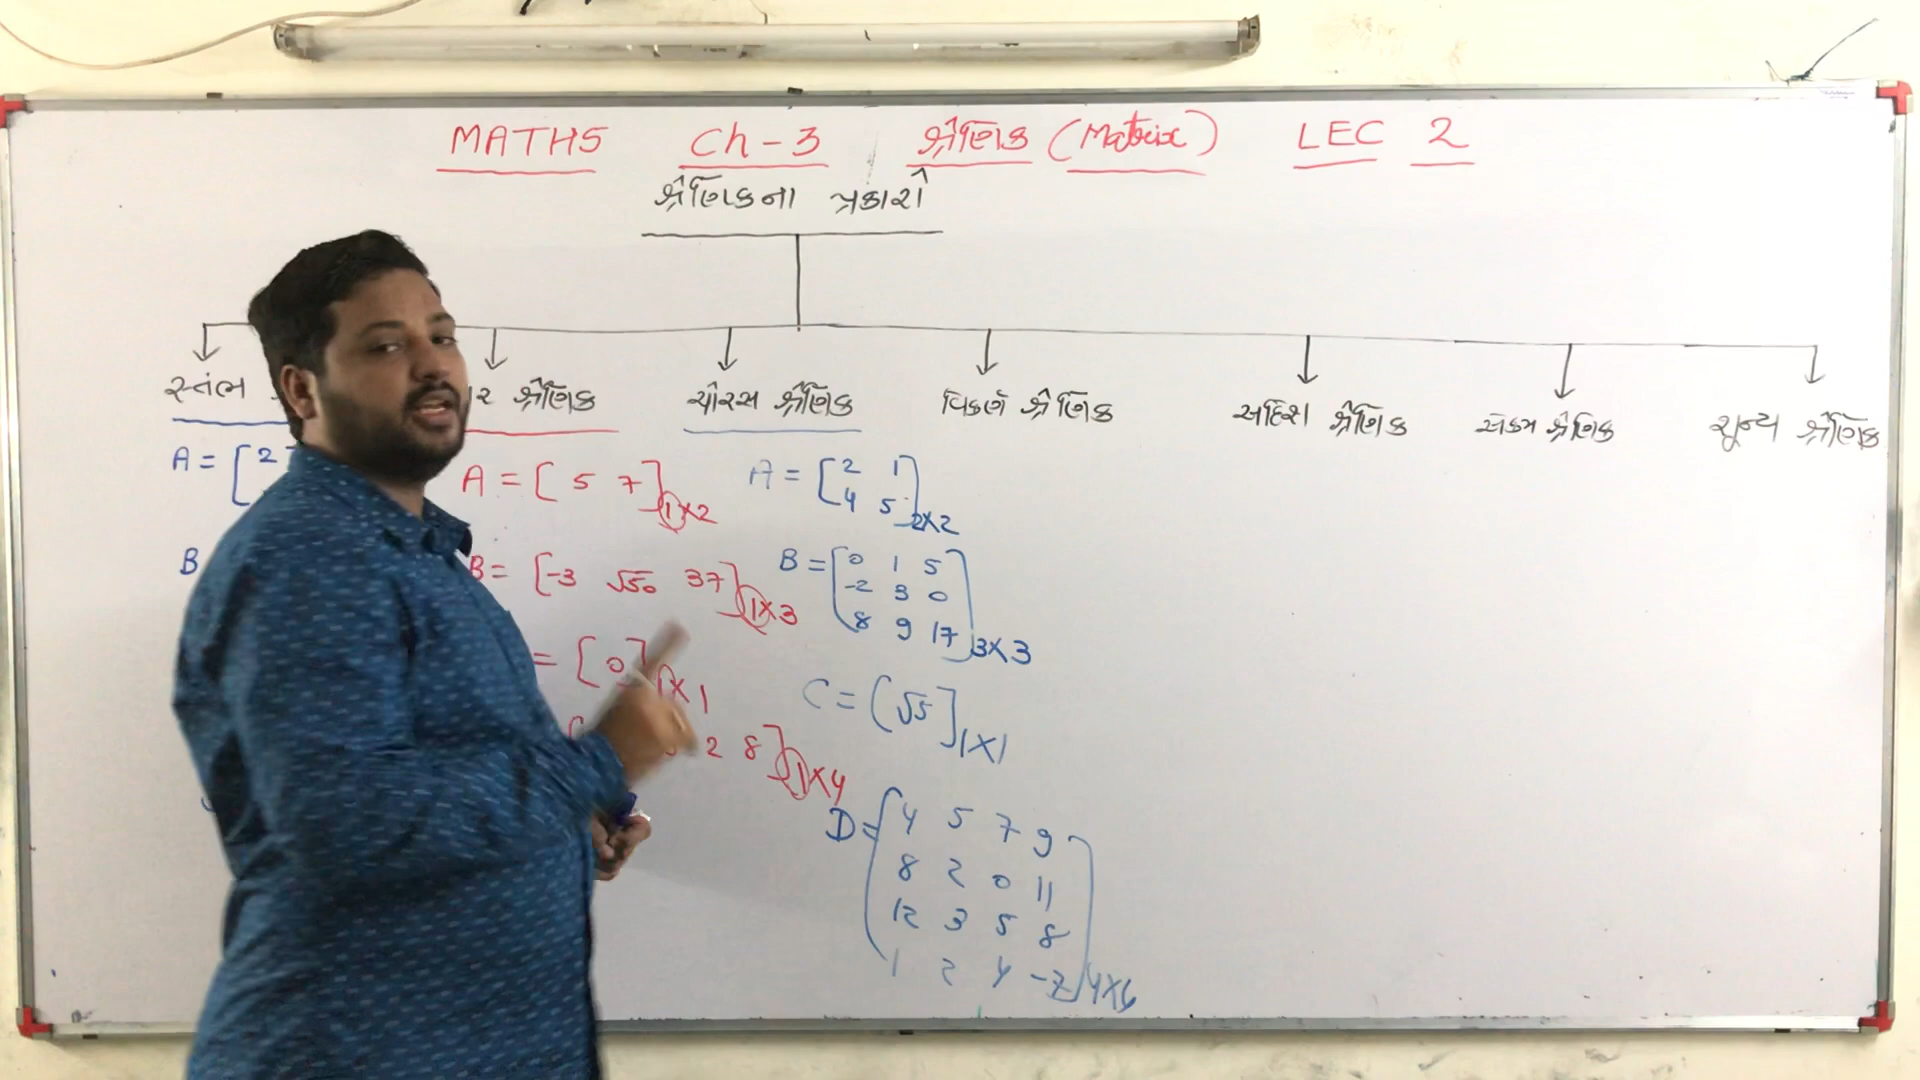 MATHS Ch-3 શ્રેણિક (Matrix) LEC 2
શ્રેણિકના પ્રકારો
સ્તંભ
ર શ્રેણિક
ચોરસ શ્રેણિક
વિકર્ણ શ્રેણિક
અદિશ શ્રેણિક
એકમ શ્રેણિક
શૂન્ય શ્રેણિક
A = [ 2
B
A = [ 5 7 ] 1×2
B = [ -3 √50 37 ] 1×3
= [ 0 ] 1×1
2 8 ] 1×4
A = [ 2 1
4 5 ] 2×2
B = [ 0 1 5
-2 3 0
8 9 17 ] 3×3
C = [ √5 ] 1×1
D = [ 4 5 7 9
8 2 0 11
12 3 5 8
1 2 4 -2 ] 4×4